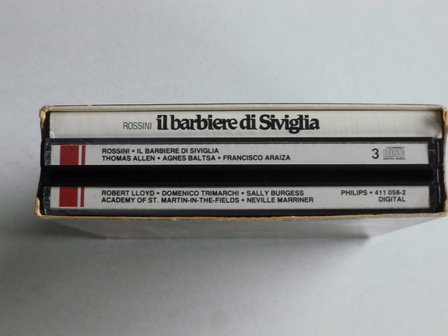 ROSSINI il barbiere di Siviglia
ROSSINI • IL BARBIERE DI SIVIGLIA
THOMAS ALLEN • AGNES BALTSA • FRANCISCO ARAIZA
3
ROBERT LLOYD • DOMENICO TRIMARCHI • SALLY BURGESS
ACADEMY OF ST. MARTIN-IN-THE-FIELDS • NEVILLE MARRINER
PHILIPS • 411 058-2
DIGITAL